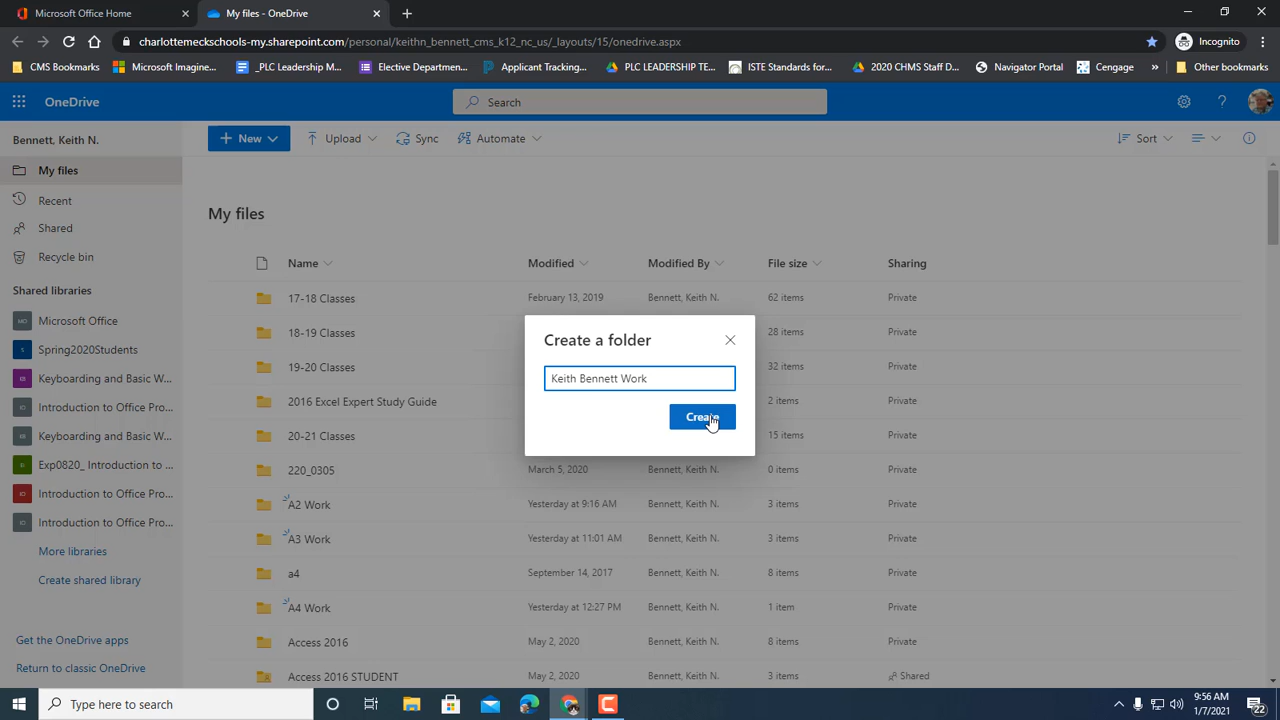 Microsoft Office Home
My files - OneDrive
charlottemeckschools-my.sharepoint.com/personal/keithn_bennett_cms_k12_nc_us/_layouts/15/onedrive.aspx
Incognito
CMS Bookmarks
Microsoft Imagine...
_PLC Leadership M...
Elective Departmen...
Applicant Tracking...
PLC LEADERSHIP TE...
ISTE Standards for...
2020 CHMS Staff D...
Navigator Portal
Cengage
»
Other bookmarks
OneDrive
Search
?
Bennett, Keith N.
My files
Recent
Shared
Recycle bin
Shared libraries
MO Microsoft Office
S Spring2020Students
KB Keyboarding and Basic W...
IO Introduction to Office Pro...
KB Keyboarding and Basic W...
EI Exp0820_ Introduction to ...
IO Introduction to Office Pro...
IO Introduction to Office Pro...
More libraries
Create shared library
Get the OneDrive apps
Return to classic OneDrive
New
Upload
Sync
Automate
Sort
My files
Name Modified Modified By File size Sharing
17-18 Classes February 13, 2019 Bennett, Keith N. 62 items Private
18-19 Classes 28 items Private
19-20 Classes 32 items Private
2016 Excel Expert Study Guide 2 items Private
20-21 Classes 15 items Private
220_0305 March 5, 2020 Bennett, Keith N. 0 items Private
A2 Work Yesterday at 9:16 AM Bennett, Keith N. 3 items Private
A3 Work Yesterday at 11:01 AM Bennett, Keith N. 3 items Private
a4 September 14, 2017 Bennett, Keith N. 8 items Private
A4 Work Yesterday at 12:27 PM Bennett, Keith N. 1 item Private
Access 2016 May 2, 2020 Bennett, Keith N. 8 items Private
Access 2016 STUDENT May 2, 2020 Bennett, Keith N. 8 items Shared
Create a folder
Keith Bennett Work
Create
Type here to search
9:56 AM
1/7/2021
22